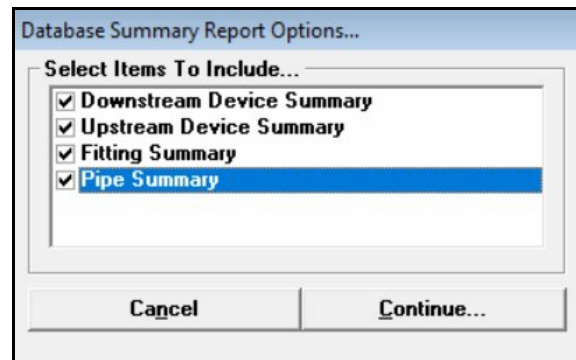 Database Summary Report Options...
Select Items To Include...
Downstream Device Summary
Upstream Device Summary
Fitting Summary
Pipe Summary
Cancel
Continue...